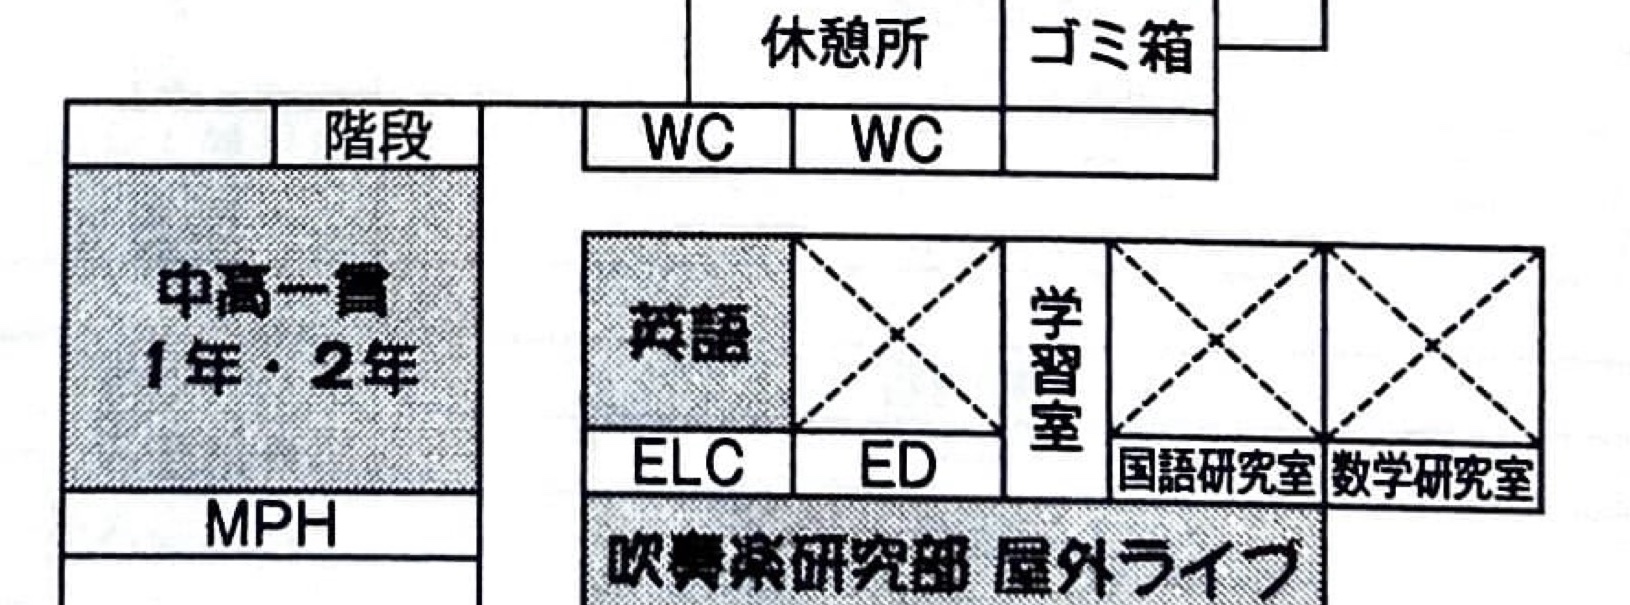 休憩所
ゴミ箱
階段
WC
WC
中高一貫
1年・2年
MPH
英語
ELC
ED
学習室
国語研究室
数学研究室
吹奏楽研究部 屋外ライブ